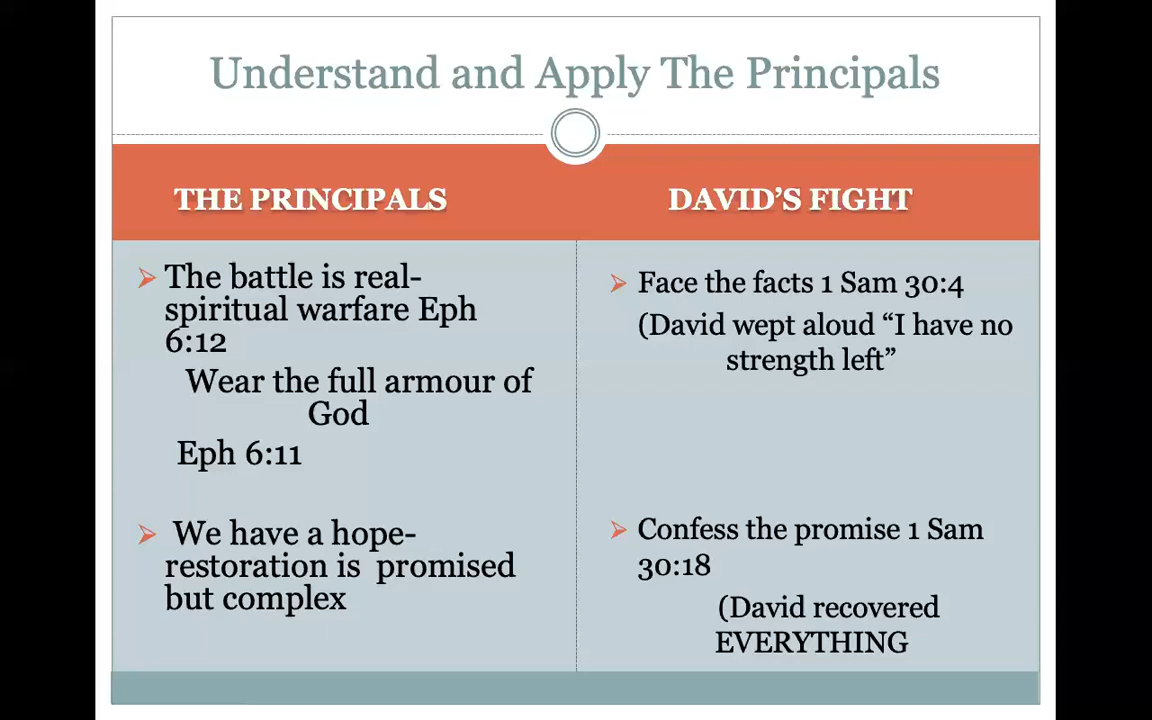 Understand and Apply The Principals
THE PRINCIPALS
The battle is real-
spiritual warfare Eph
6:12
Wear the full armour of
God
Eph 6:11
We have a hope-
restoration is promised
but complex
DAVID’S FIGHT
Face the facts 1 Sam 30:4
(David wept aloud “I have no
strength left”
Confess the promise 1 Sam
30:18
(David recovered
EVERYTHING